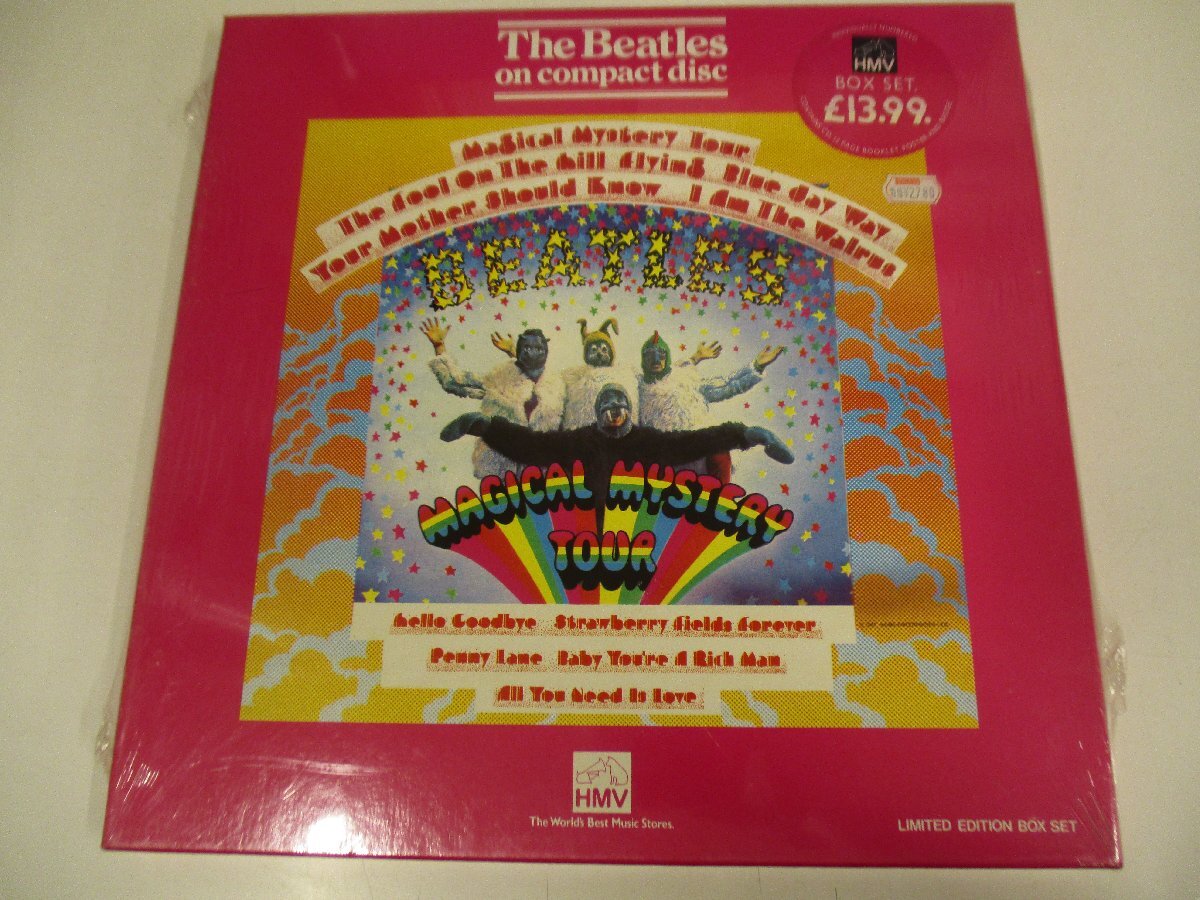 The Beatles
on compact disc
INDIVIDUALLY NUMBERED
HMV
BOX SET.
£13.99.
Magical Mystery Tour
The Fool On The Hill Flying Blue Jay Way
Your Mother Should Know I Am The Walrus
BEATLES
MAGICAL MYSTERY
TOUR
Hello Goodbye Strawberry Fields Forever
Penny Lane Baby You're A Rich Man
All You Need Is Love
HMV
The World's Best Music Stores.
LIMITED EDITION BOX SET